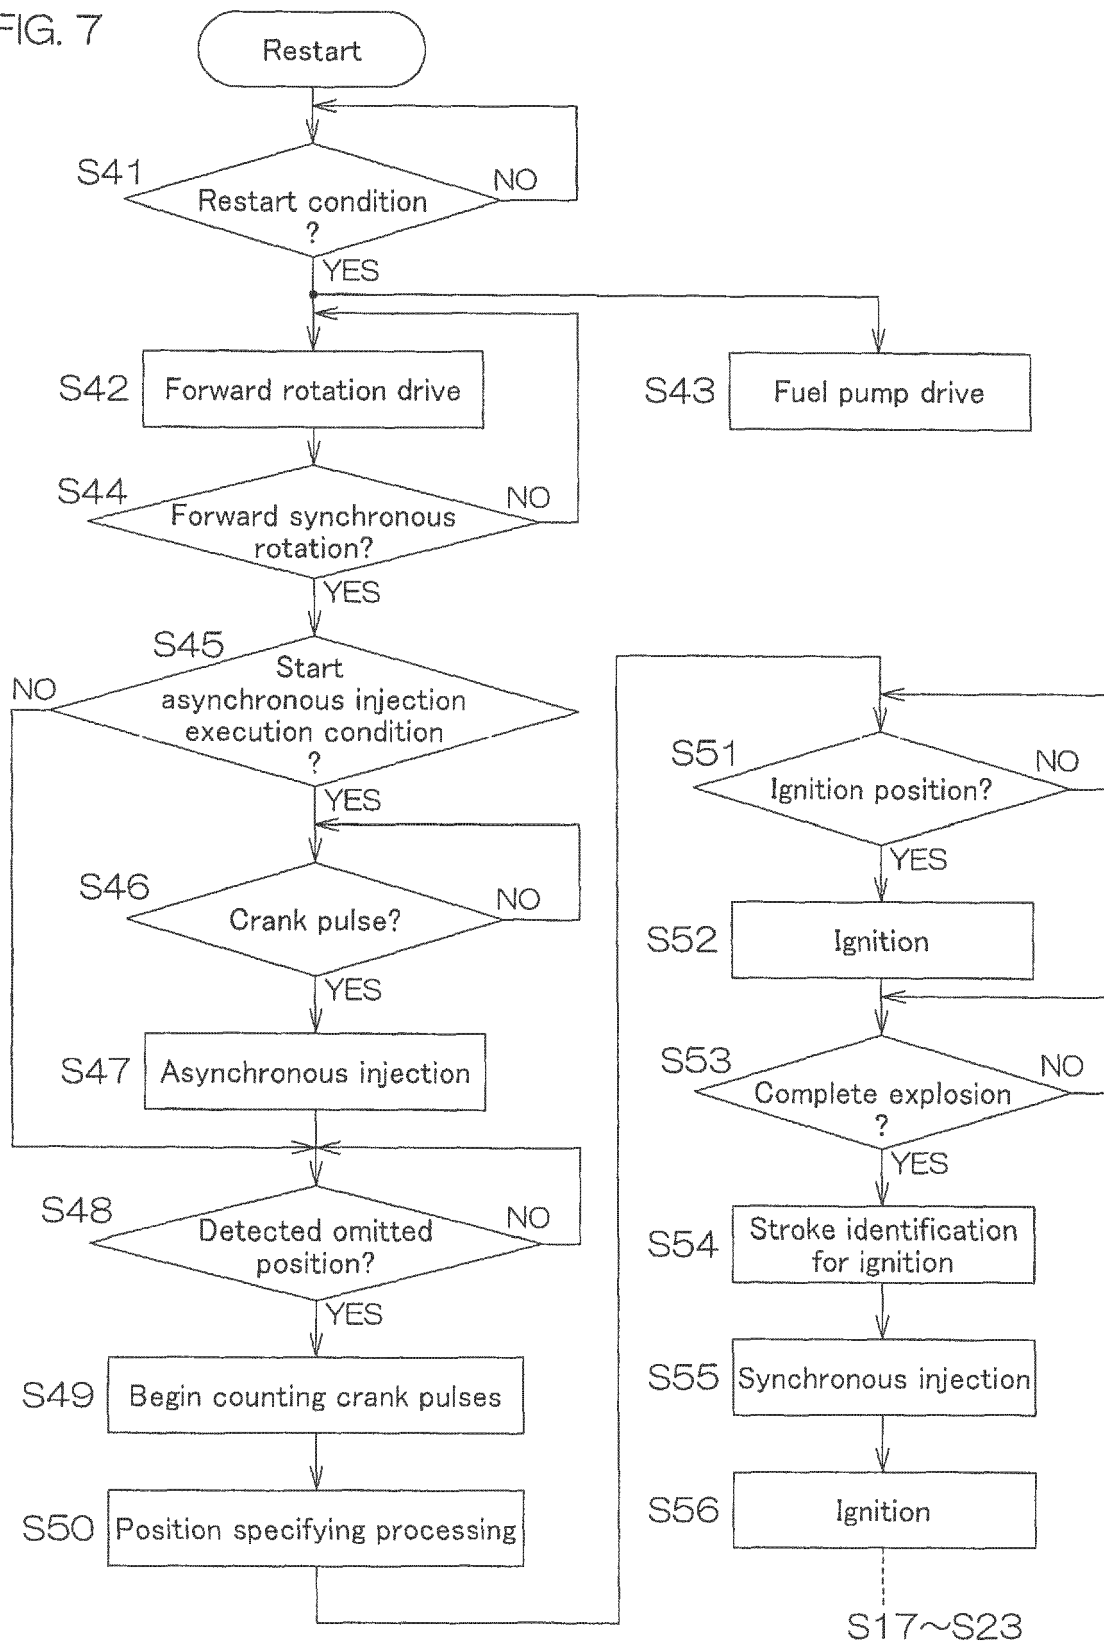 FIG. 7
Restart
S41
Restart condition
?
NO
YES
S42
Forward rotation drive
S43
Fuel pump drive
S44
Forward synchronous
rotation?
NO
YES
S45
Start
asynchronous injection
execution condition
?
NO
YES
S46
Crank pulse?
NO
YES
S47
Asynchronous injection
S48
Detected omitted
position?
NO
YES
S49
Begin counting crank pulses
S50
Position specifying processing
S51
Ignition position?
NO
YES
S52
Ignition
S53
Complete explosion
?
NO
YES
S54
Stroke identification
for ignition
S55
Synchronous injection
S56
Ignition
S17~S23